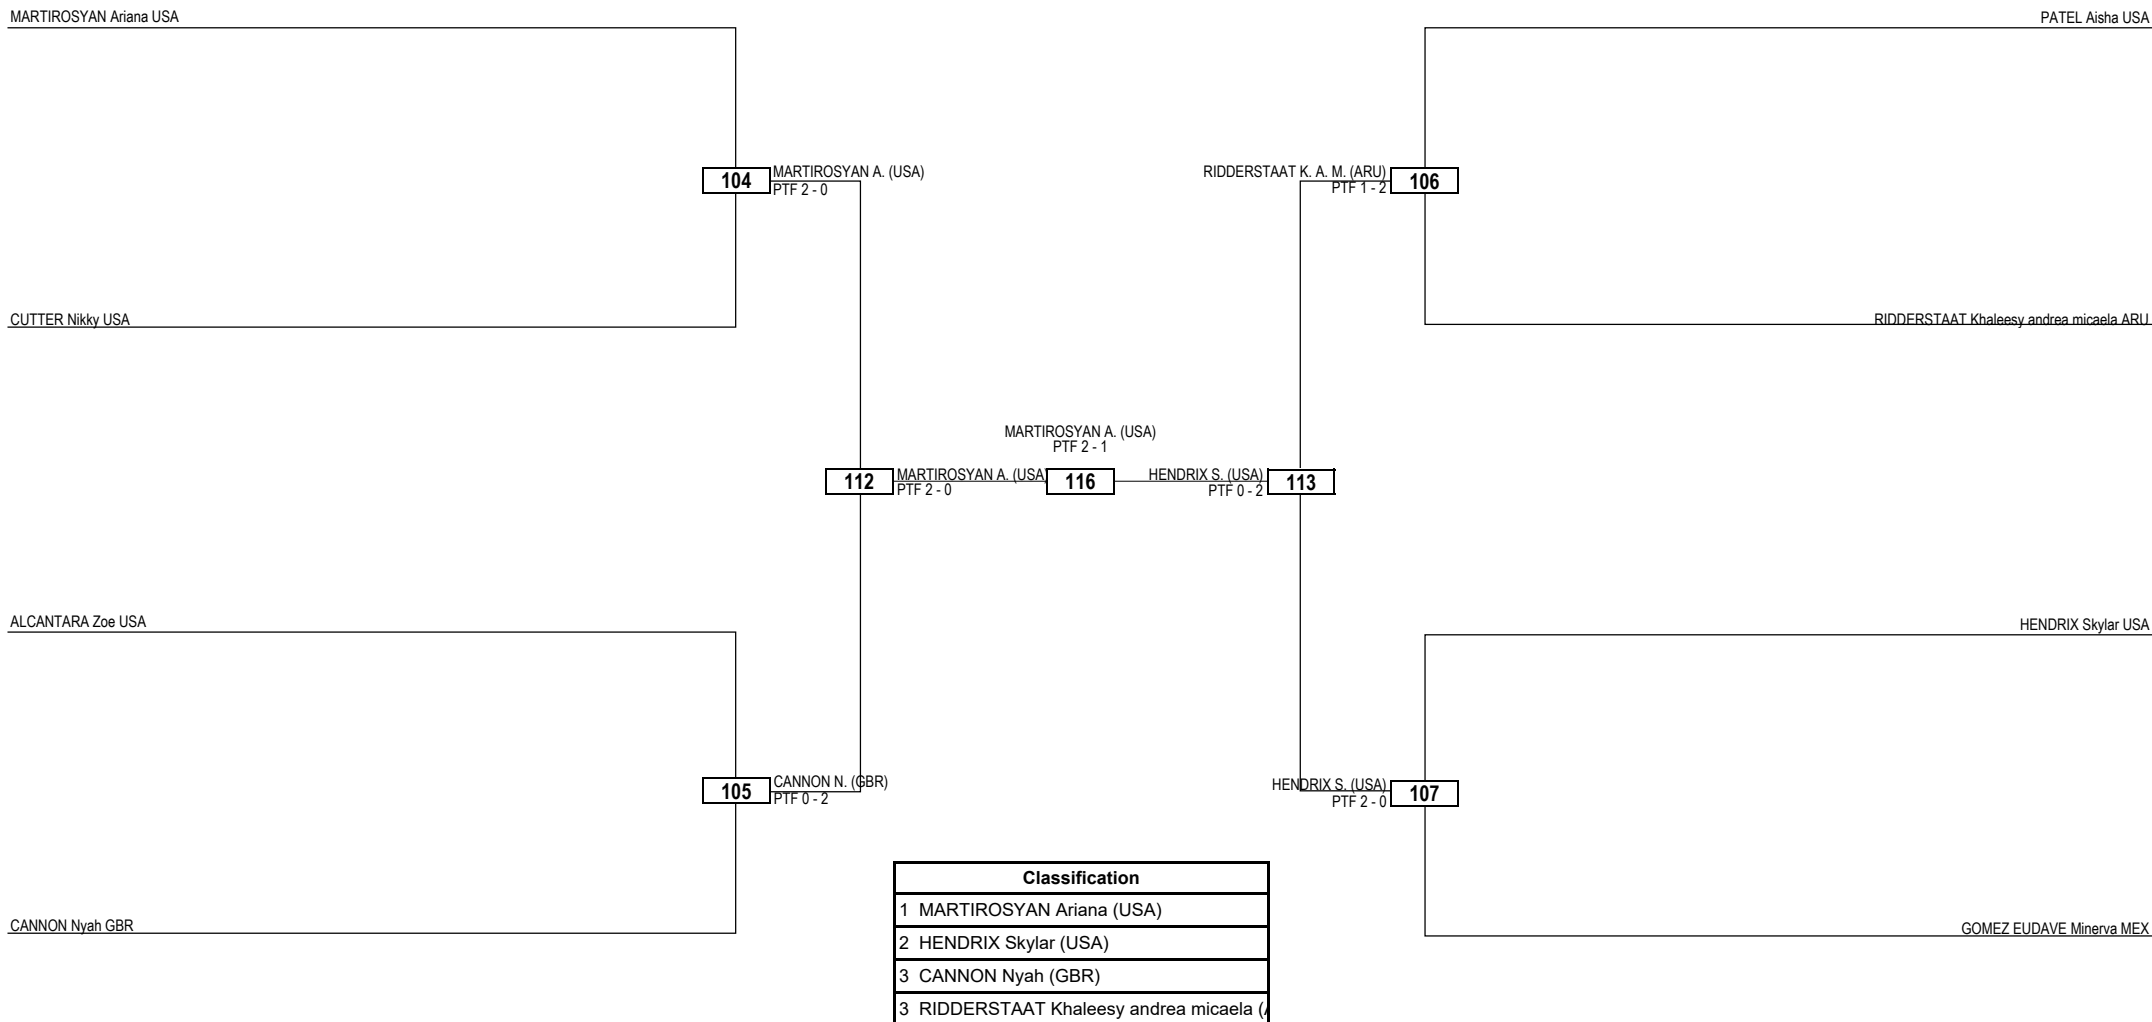 MARTIROSYAN Ariana USA
PATEL Aisha USA
104
MARTIROSYAN A. (USA)
PTF 2 - 0
RIDDERSTAAT K. A. M. (ARU)
PTF 1 - 2
106
CUTTER Nikky USA
RIDDERSTAAT Khaleesy andrea micaela ARU
MARTIROSYAN A. (USA)
PTF 2 - 1
112
MARTIROSYAN A. (USA)
PTF 2 - 0
116
HENDRIX S. (USA)
PTF 0 - 2
113
ALCANTARA Zoe USA
HENDRIX Skylar USA
105
CANNON N. (GBR)
PTF 0 - 2
HENDRIX S. (USA)
PTF 2 - 0
107
CANNON Nyah GBR
GOMEZ EUDAVE Minerva MEX
Classification
1 MARTIROSYAN Ariana (USA)
2 HENDRIX Skylar (USA)
3 CANNON Nyah (GBR)
3 RIDDERSTAAT Khaleesy andrea micaela (